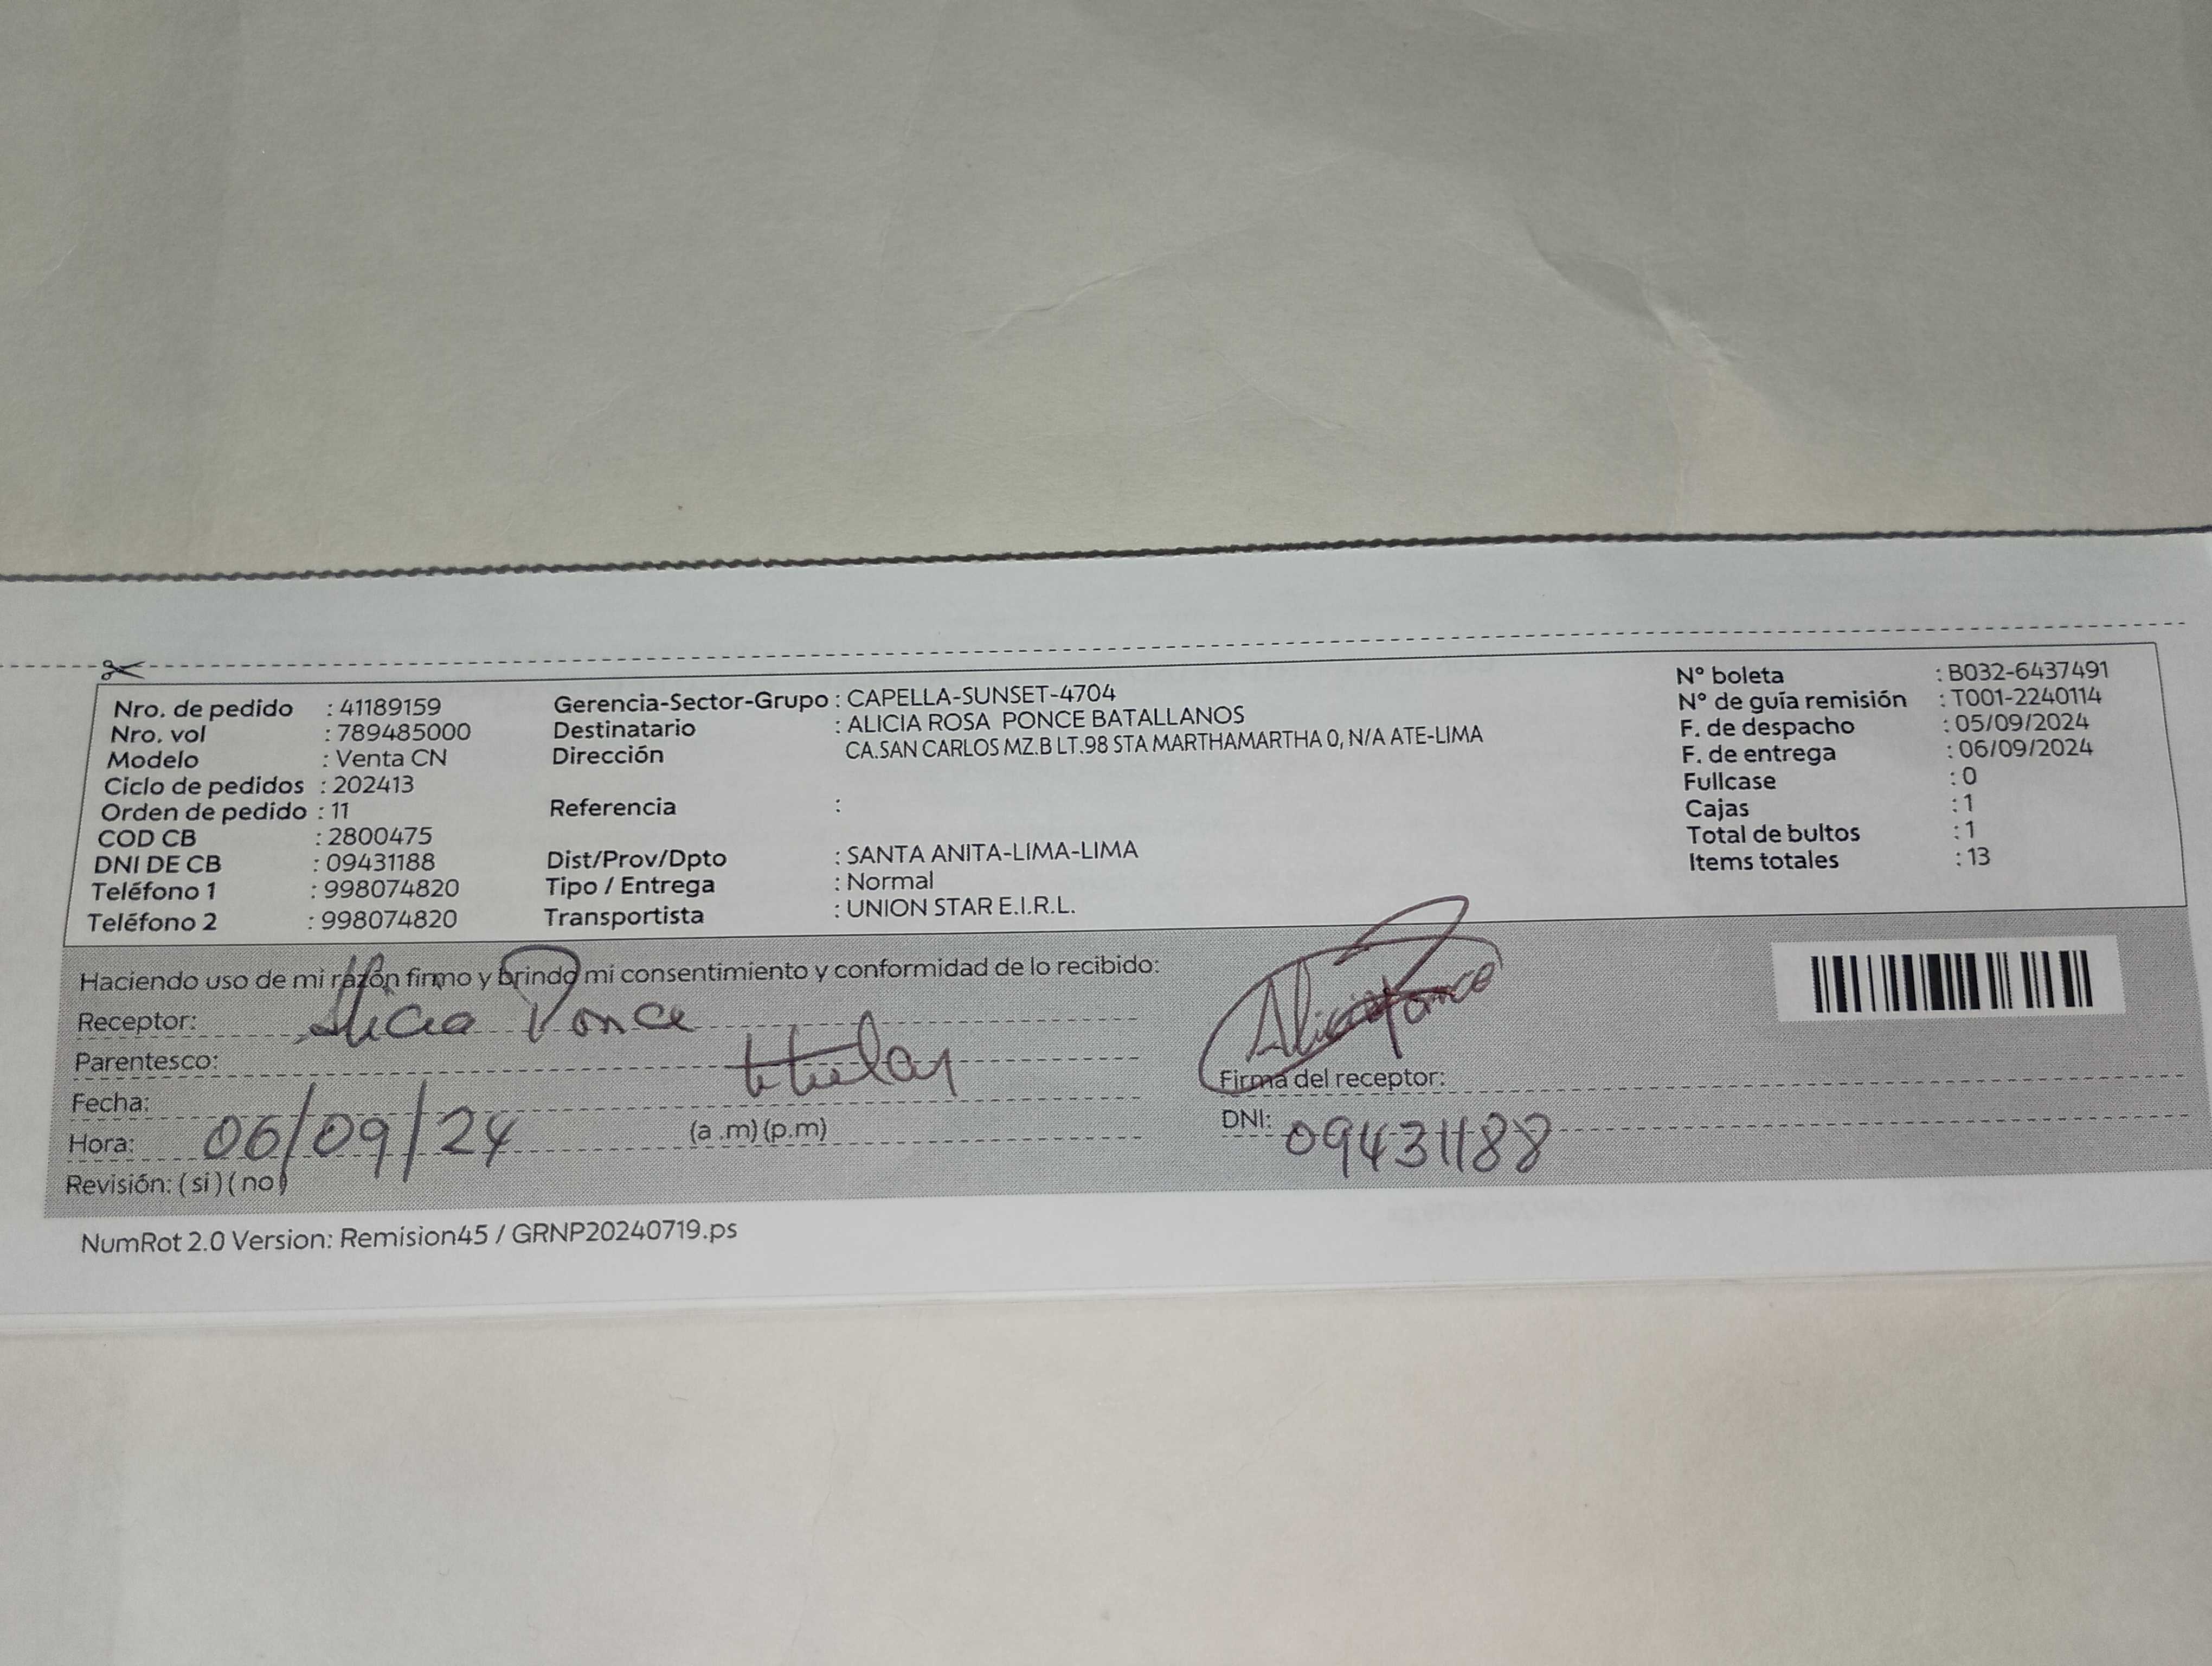 Nro. de pedido : 41189159
Nro. vol : 789485000
Modelo : Venta CN
Ciclo de pedidos : 202413
Orden de pedido : 11
COD CB : 2800475
DNI DE CB : 09431188
Teléfono 1 : 998074820
Teléfono 2 : 998074820
Gerencia-Sector-Grupo : CAPELLA-SUNSET-4704
Destinatario : ALICIA ROSA PONCE BATALLANOS
Dirección CA.SAN CARLOS MZ.B LT.98 STA MARTHAMARTHA 0, N/A ATE-LIMA
Referencia :
Dist/Prov/Dpto : SANTA ANITA-LIMA-LIMA
Tipo / Entrega : Normal
Transportista : UNION STAR E.I.R.L.
N° boleta : B032-6437491
N° de guía remisión : T001-2240114
F. de despacho : 05/09/2024
F. de entrega : 06/09/2024
Fullcase : 0
Cajas : 1
Total de bultos : 1
Items totales : 13
Haciendo uso de mi razón firmo y brindo mi consentimiento y conformidad de lo recibido:
Receptor: Alicia Ponce
Parentesco: titular
Fecha: 06/09/24
Hora: (a .m) (p.m)
Revisión: ( si ) ( no )
Alicia Ponce
Firma del receptor:
DNI: 09431188
NumRot 2.0 Version: Remision45 / GRNP20240719.ps